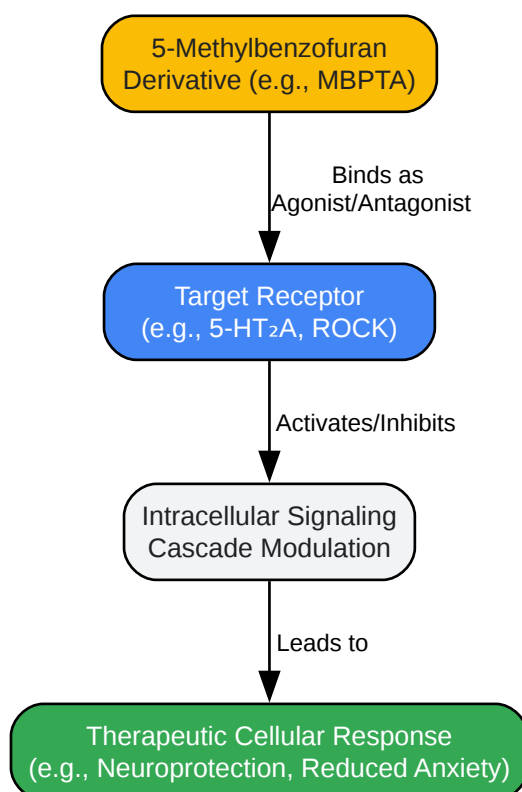 5-Methylbenzofuran
Derivative (e.g., MBPTA)
Binds as
Agonist/Antagonist
Target Receptor
(e.g., 5-HT₂A, ROCK)
Activates/Inhibits
Intracellular Signaling
Cascade Modulation
Leads to
Therapeutic Cellular Response
(e.g., Neuroprotection, Reduced Anxiety)